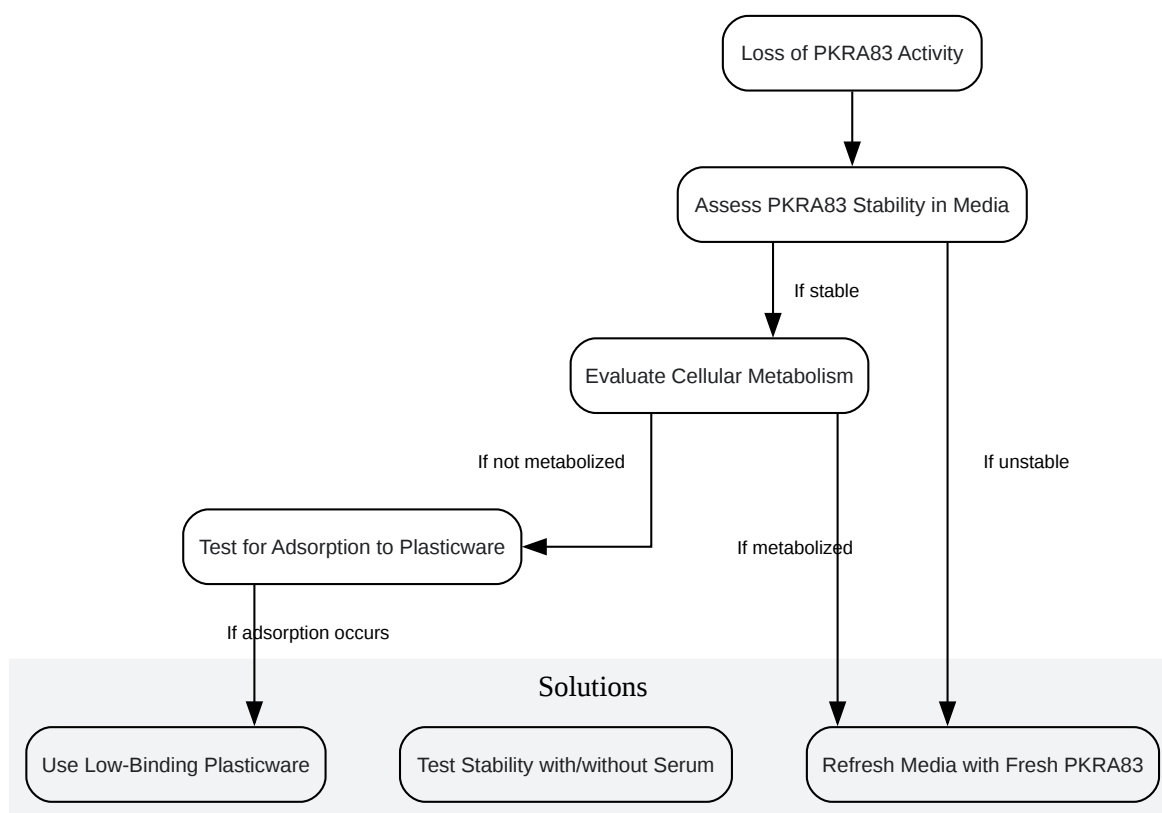 Loss of PKRA83 Activity
Assess PKRA83 Stability in Media
If stable
Evaluate Cellular Metabolism
If not metabolized
If unstable
Test for Adsorption to Plasticware
If metabolized
If adsorption occurs
Solutions
Use Low-Binding Plasticware
Test Stability with/without Serum
Refresh Media with Fresh PKRA83